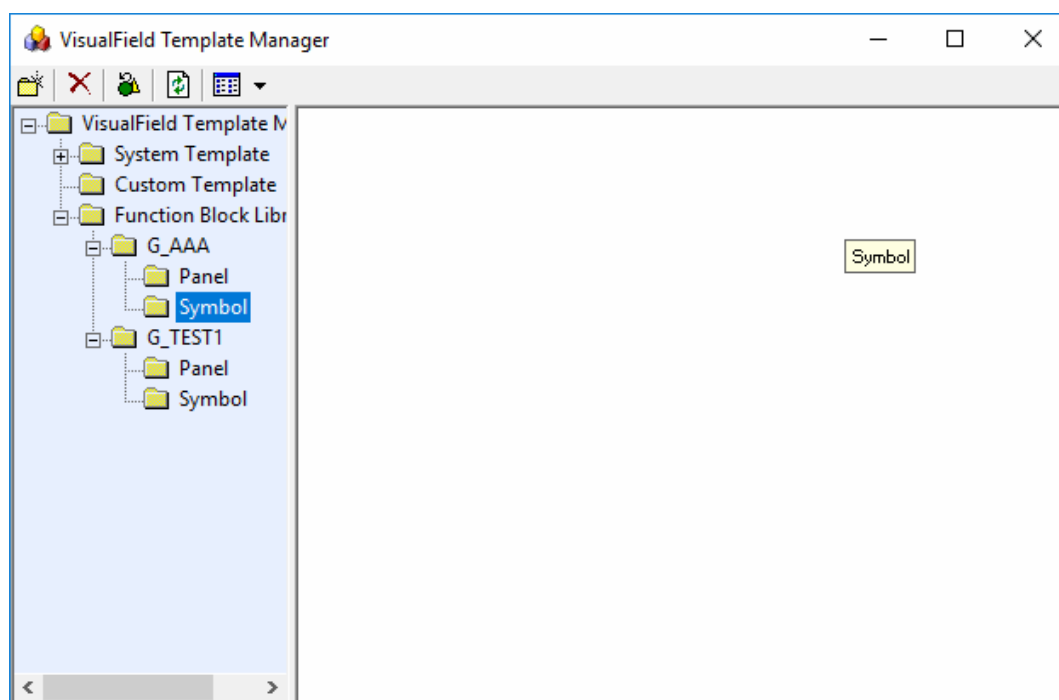 VisualField Template Manager
VisualField Template M
System Template
Custom Template
Function Block Libr
G_AAA
Panel
Symbol
G_TEST1
Panel
Symbol
Symbol